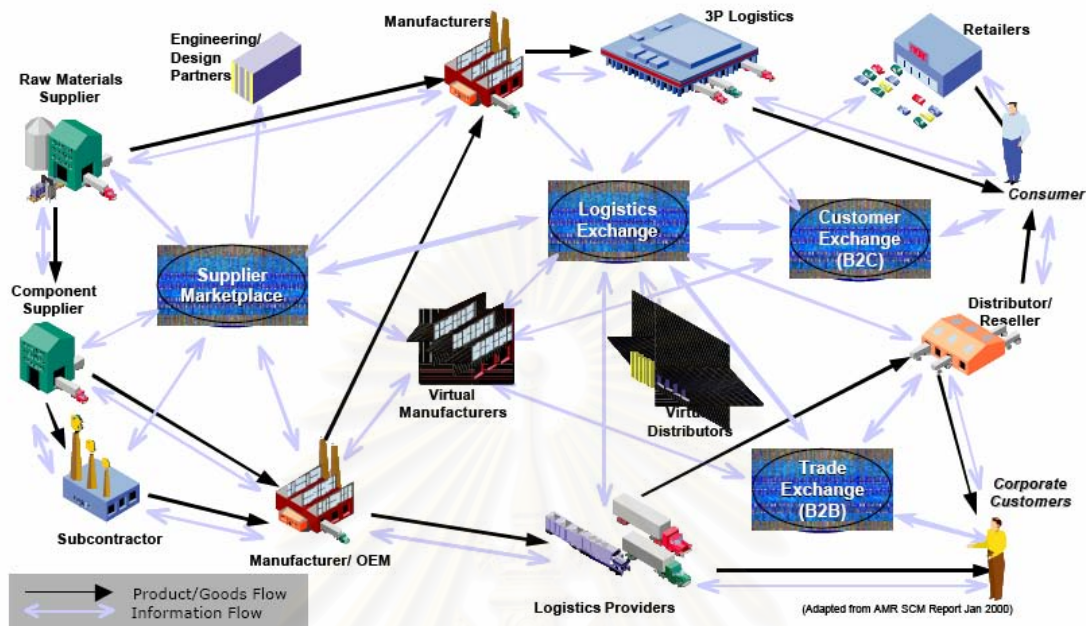 Manufacturers
3P Logistics
Retailers
Engineering/
Design
Partners
Raw Materials
Supplier
Consumer
Logistics
Exchange
Customer
Exchange
(B2C)
Supplier
Marketplace
Component
Supplier
Distributor/
Reseller
Virtual
Manufacturers
Distributors
Trade
Exchange
(B2B)
Corporate
Customers
Subcontractor
Manufacturer/ OEM
Logistics Providers
Product/Goods Flow
Information Flow
(Adapted from AMR SCM Report Jan 2000)